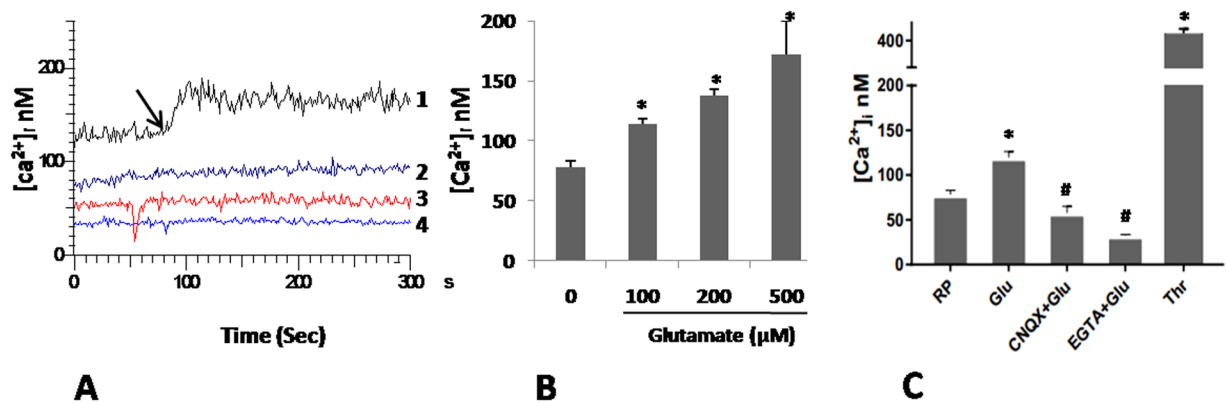 [ca²⁺]ᵢ nM
200
100
0
1
2
3
4
0
100
200
300
s
Time (Sec)
A
[Ca²⁺]ᵢ nM
200
150
100
50
0
*
*
*
0
100
200
500
Glutamate (μM)
B
[Ca²⁺]ᵢ nM
400
200
150
100
50
0
*
#
#
*
RP
Glu
CNQX+Glu
EGTA+Glu
Thr
C